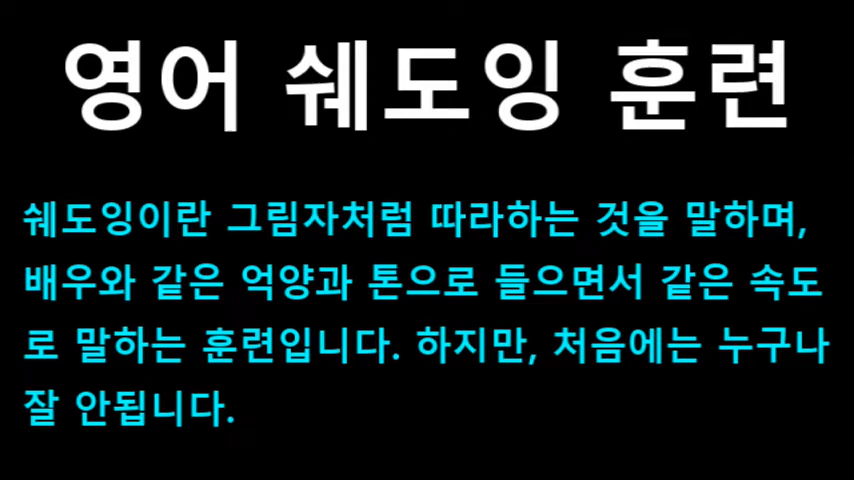 영어 쉐도잉 훈련
쉐도잉이란 그림자처럼 따라하는 것을 말하며,
배우와 같은 억양과 톤으로 들으면서 같은 속도
로 말하는 훈련입니다. 하지만, 처음에는 누구나
잘 안됩니다.